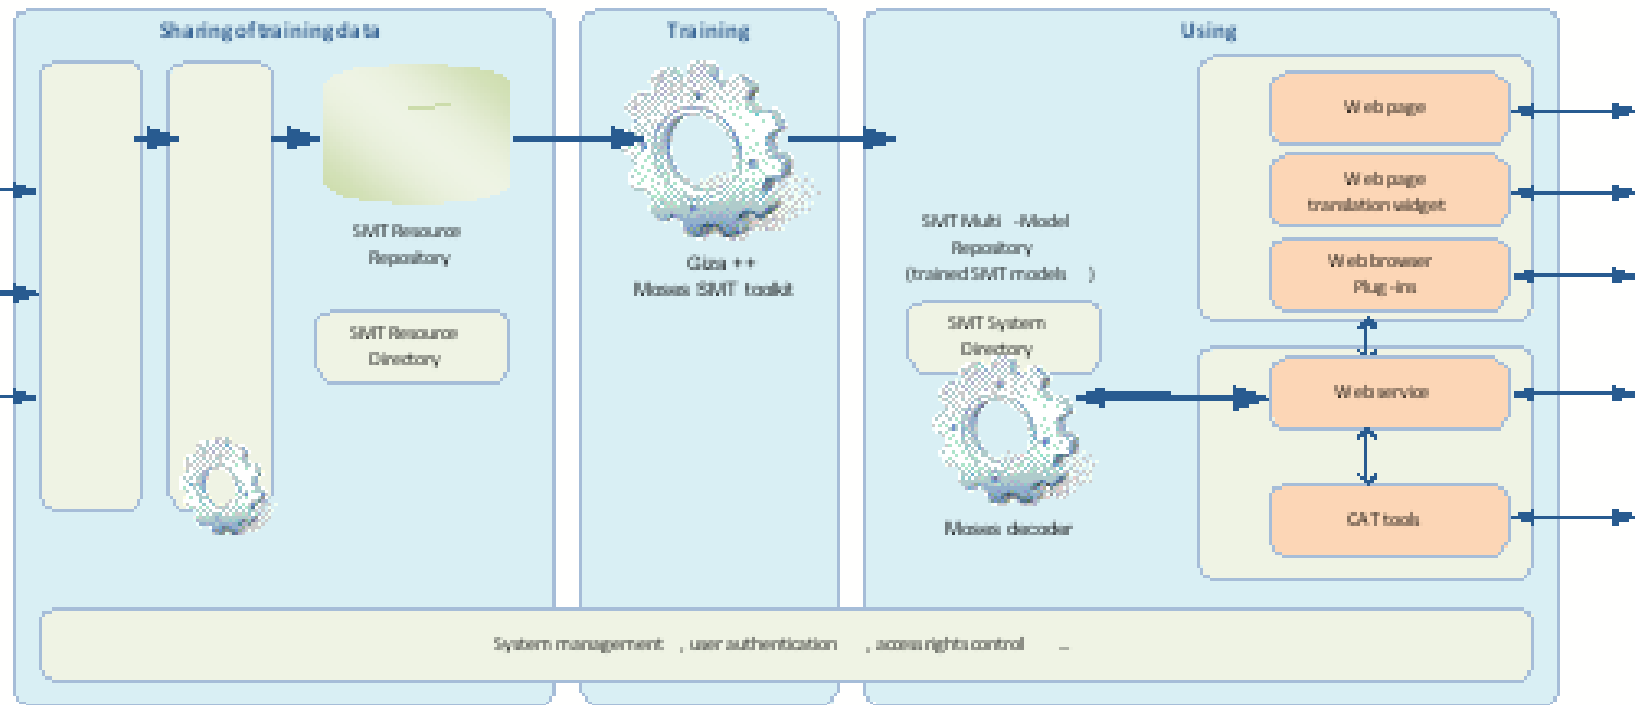 Sharing of training data
Training
Using
SMT Resource
Repository
SMT Resource
Directory
Giza ++
Moses SMT toolkit
SMT Multi -Model
Repository
(trained SMT models )
SMT System
Directory
Moses decoder
Web page
Web page
translation widget
Web browser
Plug -ins
Web service
CAT tools
System management , user authentication , access rights control ...